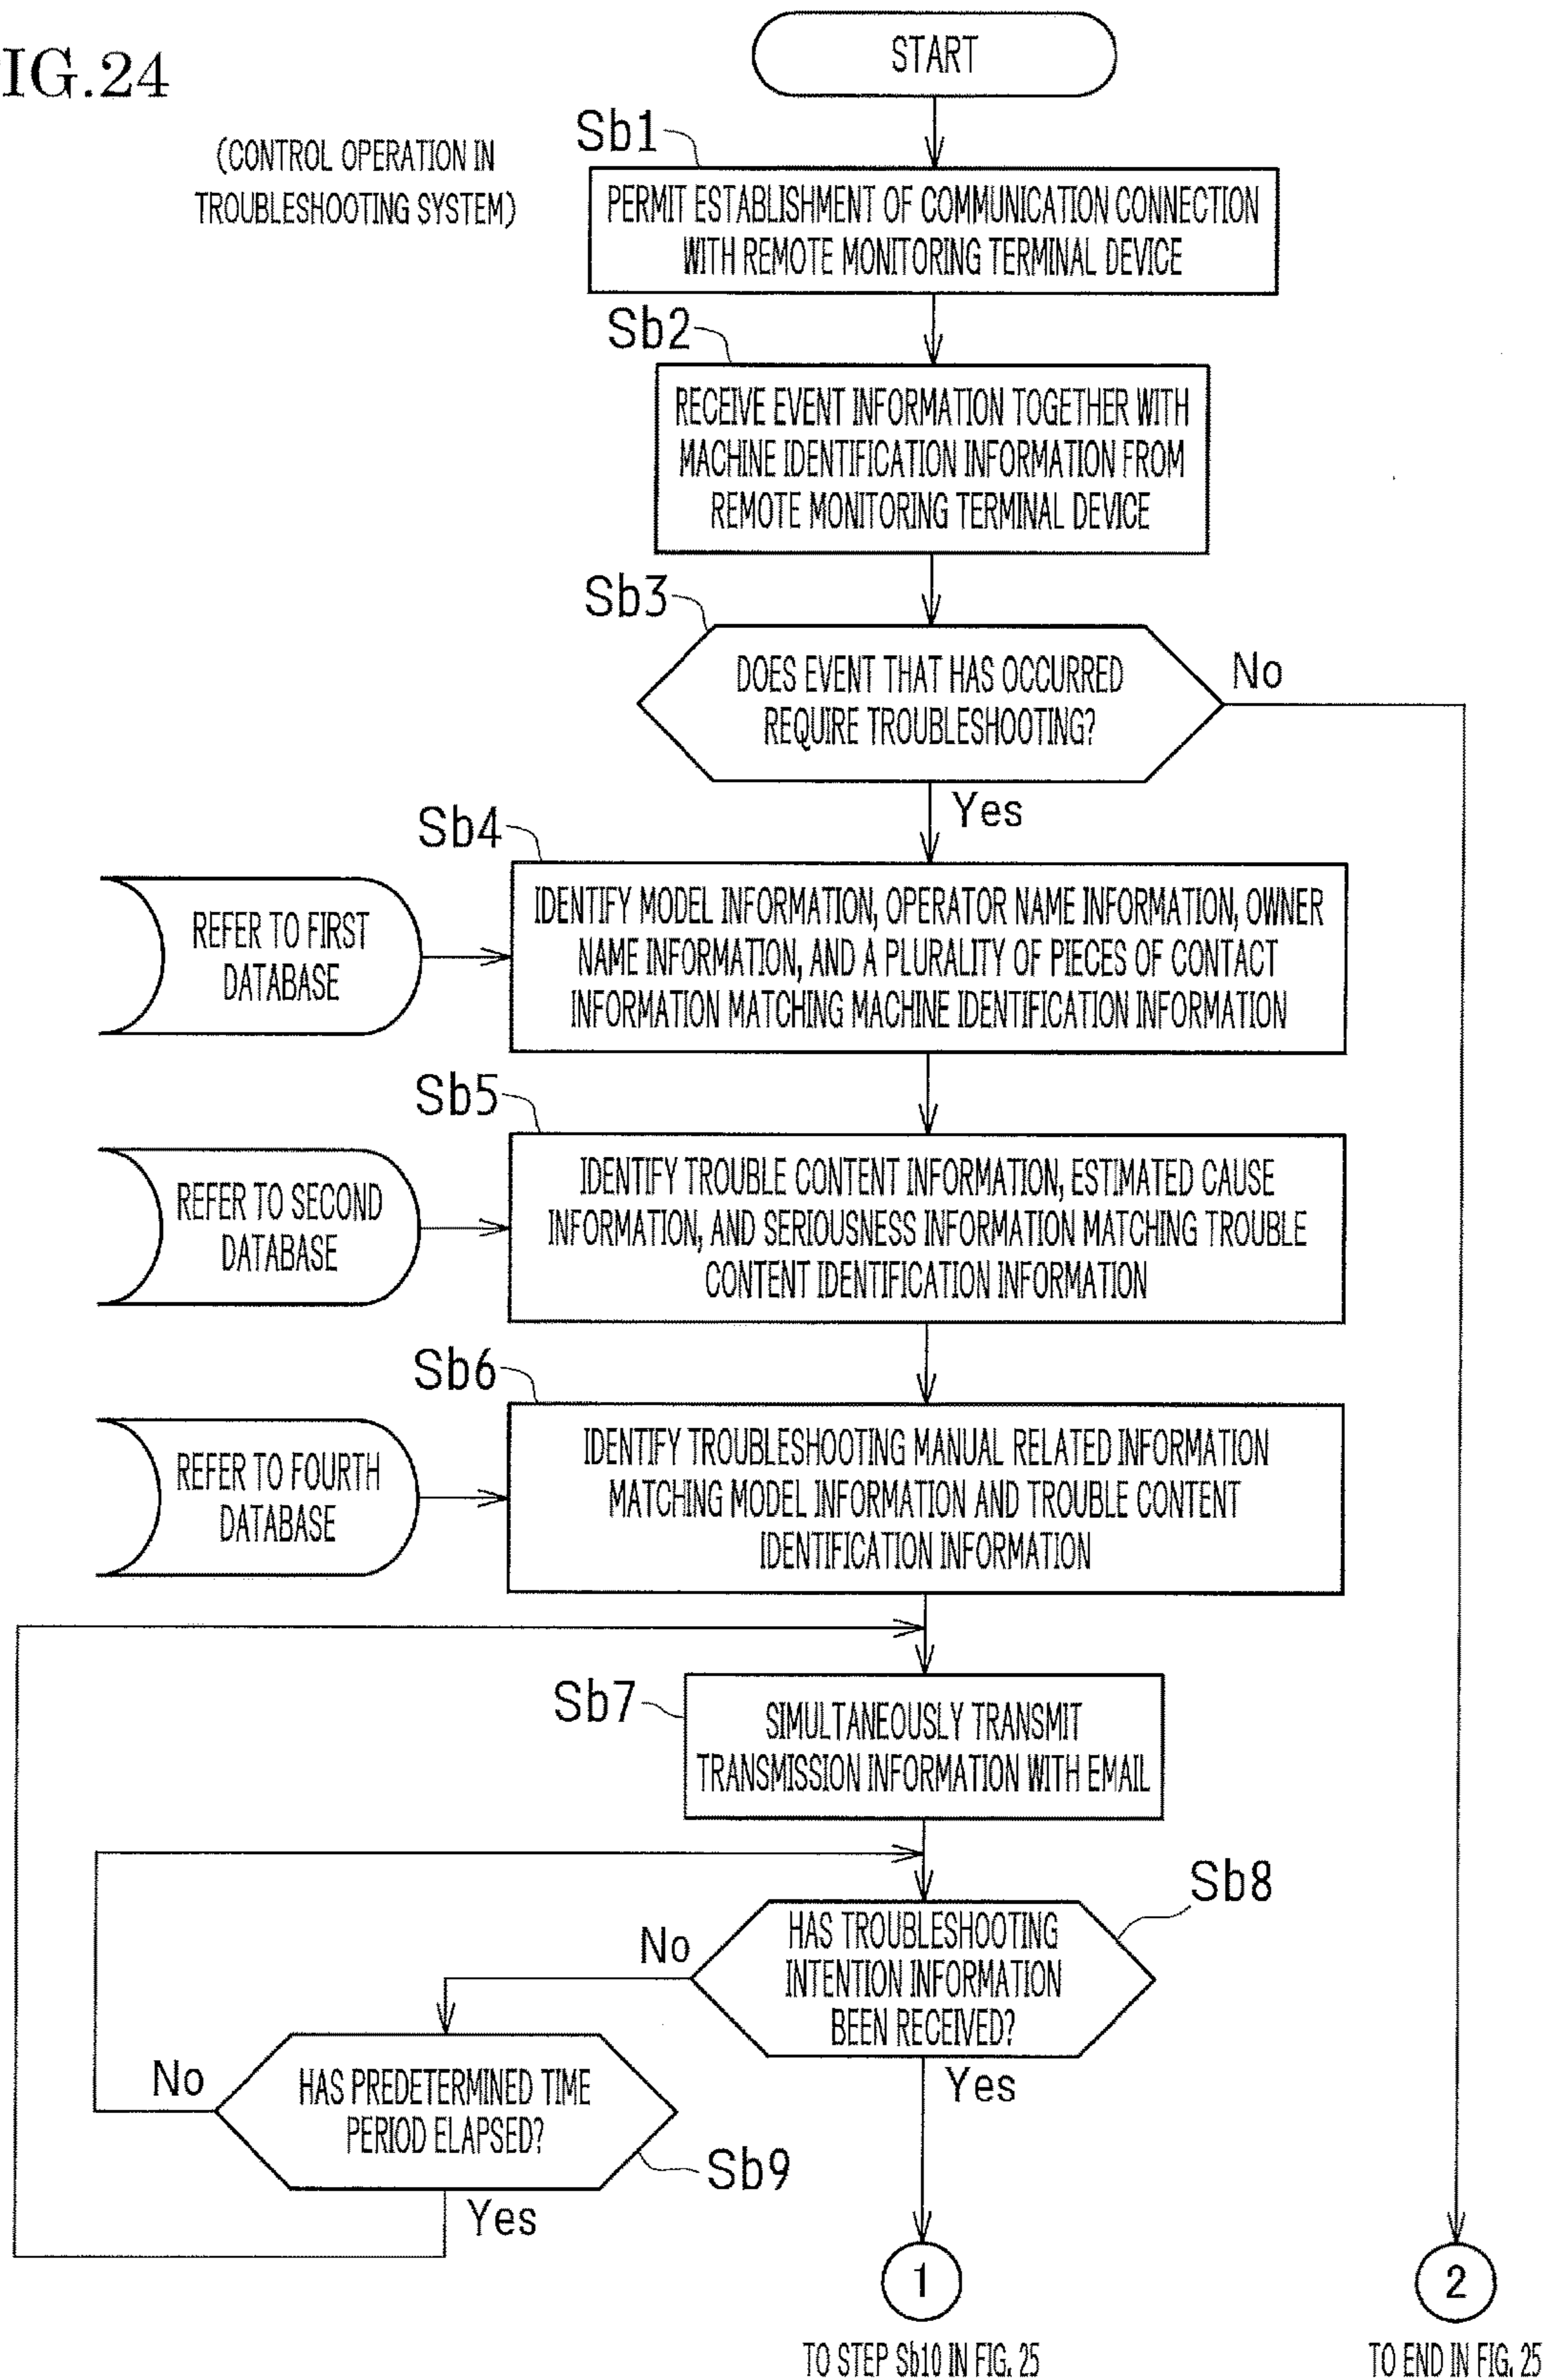 IG.24
(CONTROL OPERATION IN
TROUBLESHOOTING SYSTEM)
START
Sb1
PERMIT ESTABLISHMENT OF COMMUNICATION CONNECTION
WITH REMOTE MONITORING TERMINAL DEVICE
Sb2
RECEIVE EVENT INFORMATION TOGETHER WITH
MACHINE IDENTIFICATION INFORMATION FROM
REMOTE MONITORING TERMINAL DEVICE
Sb3
DOES EVENT THAT HAS OCCURRED
REQUIRE TROUBLESHOOTING?
No
Yes
Sb4
REFER TO FIRST
DATABASE
IDENTIFY MODEL INFORMATION, OPERATOR NAME INFORMATION, OWNER
NAME INFORMATION, AND A PLURALITY OF PIECES OF CONTACT
INFORMATION MATCHING MACHINE IDENTIFICATION INFORMATION
Sb5
REFER TO SECOND
DATABASE
IDENTIFY TROUBLE CONTENT INFORMATION, ESTIMATED CAUSE
INFORMATION, AND SERIOUSNESS INFORMATION MATCHING TROUBLE
CONTENT IDENTIFICATION INFORMATION
Sb6
REFER TO FOURTH
DATABASE
IDENTIFY TROUBLESHOOTING MANUAL RELATED INFORMATION
MATCHING MODEL INFORMATION AND TROUBLE CONTENT
IDENTIFICATION INFORMATION
Sb7
SIMULTANEOUSLY TRANSMIT
TRANSMISSION INFORMATION WITH EMAIL
Sb8
HAS TROUBLESHOOTING
INTENTION INFORMATION
BEEN RECEIVED?
No
Yes
HAS PREDETERMINED TIME
PERIOD ELAPSED?
No
Sb9
Yes
1
TO STEP Sb10 IN FIG. 25
2
TO END IN FIG. 25